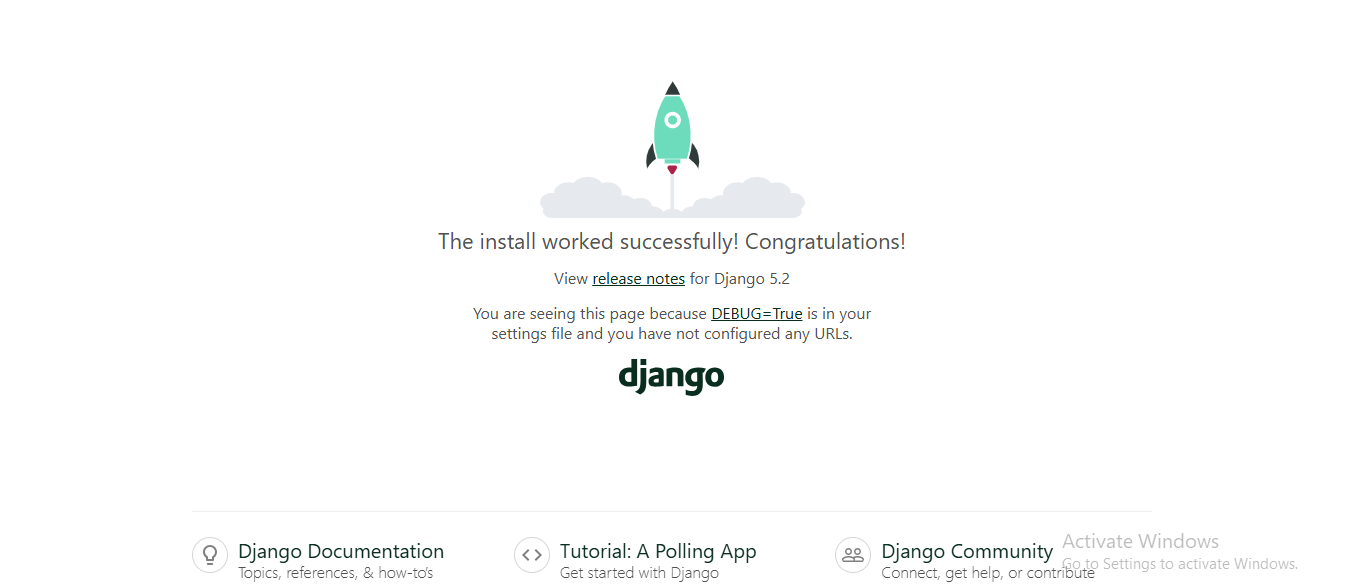 The install worked successfully! Congratulations!
View release notes for Django 5.2
You are seeing this page because DEBUG=True is in your
settings file and you have not configured any URLs.
django
Django Documentation
Topics, references, & how-to's
Tutorial: A Polling App
Get started with Django
Django Community
Connect, get help, or contribute
Activate Windows
Go to Settings to activate Windows.